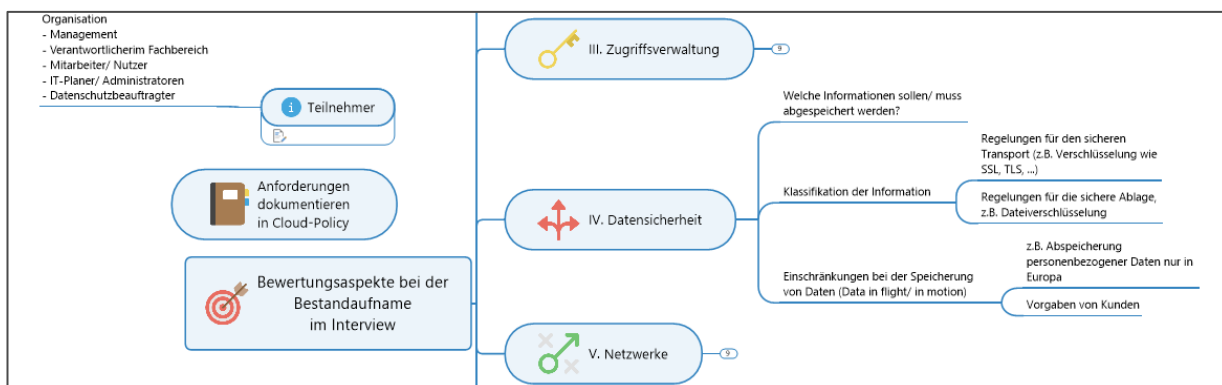 Organisation
- Management
- Verantwortlicherim Fachbereich
- Mitarbeiter/ Nutzer
- IT-Planer/ Administratoren
- Datenschutzbeauftragter
Teilnehmer
Anforderungen
dokumentieren
in Cloud-Policy
Bewertungsaspekte bei der
Bestandaufname
im Interview
III. Zugriffsverwaltung
9
IV. Datensicherheit
Welche Informationen sollen/ muss
abgespeichert werden?
Klassifikation der Information
Regelungen für den sicheren
Transport (z.B. Verschlüsselung wie
SSL, TLS, ...)
Regelungen für die sichere Ablage,
z.B. Dateiverschlüsselung
Einschränkungen bei der Speicherung
von Daten (Data in flight/ in motion)
z.B. Abspeicherung
personenbezogener Daten nur in
Europa
Vorgaben von Kunden
V. Netzwerke
9